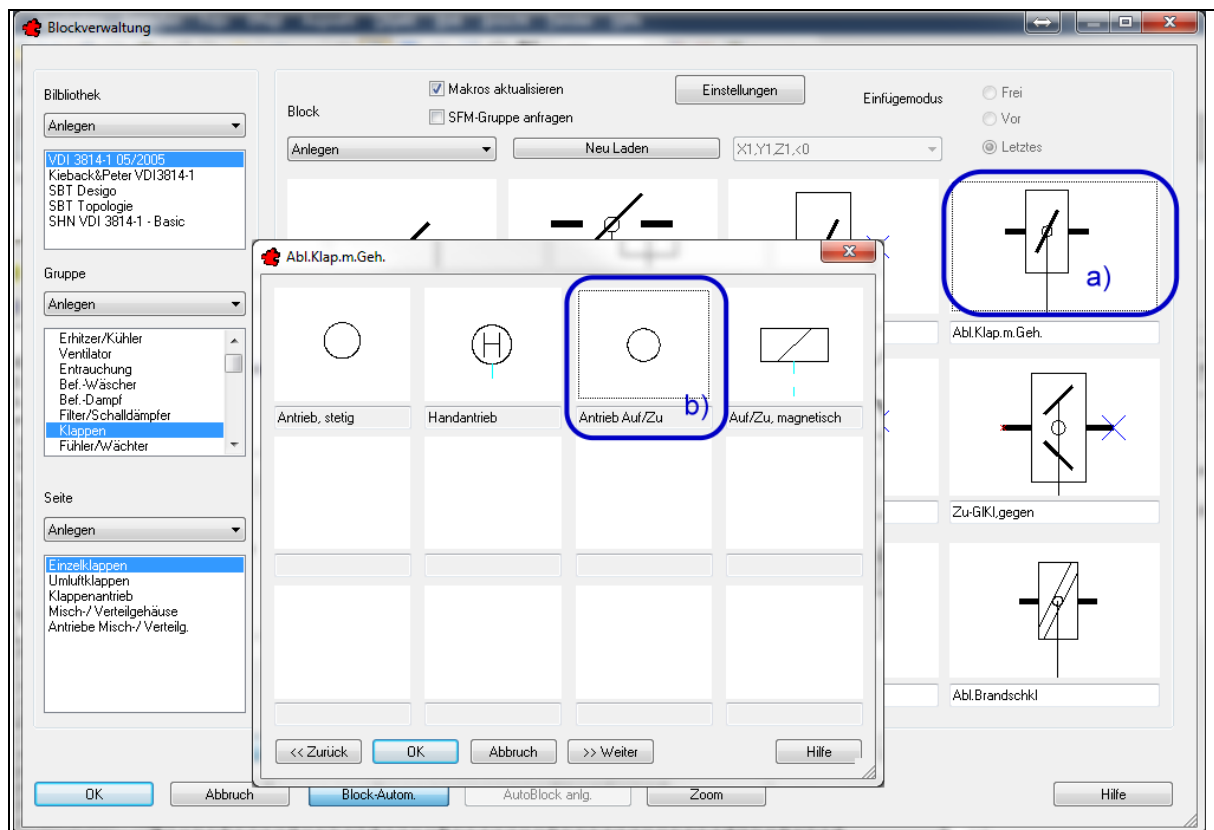 Blockverwaltung
Bilbliothek
Anlegen
VDI 3814-1 05/2005
Kieback&Peter VDI3814-1
SBT Desigo
SBT Topologie
SHN VDI 3814-1 - Basic
Gruppe
Anlegen
Erhitzer/Kühler
Ventilator
Entrauchung
Bef.-Wäscher
Bef.-Dampf
Filter/Schalldämpfer
Klappen
Fühler/Wächter
Seite
Anlegen
Einzelklappen
Umluftklappen
Klappenantrieb
Misch-/ Verteilgehäuse
Antriebe Misch-/ Verteilg.
Block
Makros aktualisieren
SFM-Gruppe anfragen
Einstellungen
Einfügemodus
Frei
Vor
Letztes
Anlegen
Neu Laden
X1,Y1,Z1,<0
a)
Abl.Klap.m.Geh.
Zu-GlKl,gegen
Abl.Brandschkl
Abl.Klap.m.Geh.
H
b)
Antrieb, stetig
Handantrieb
Antrieb Auf/Zu
Auf/Zu, magnetisch
<< Zurück
OK
Abbruch
>> Weiter
Hilfe
OK
Abbruch
Block-Autom.
AutoBlock anlg.
Zoom
Hilfe